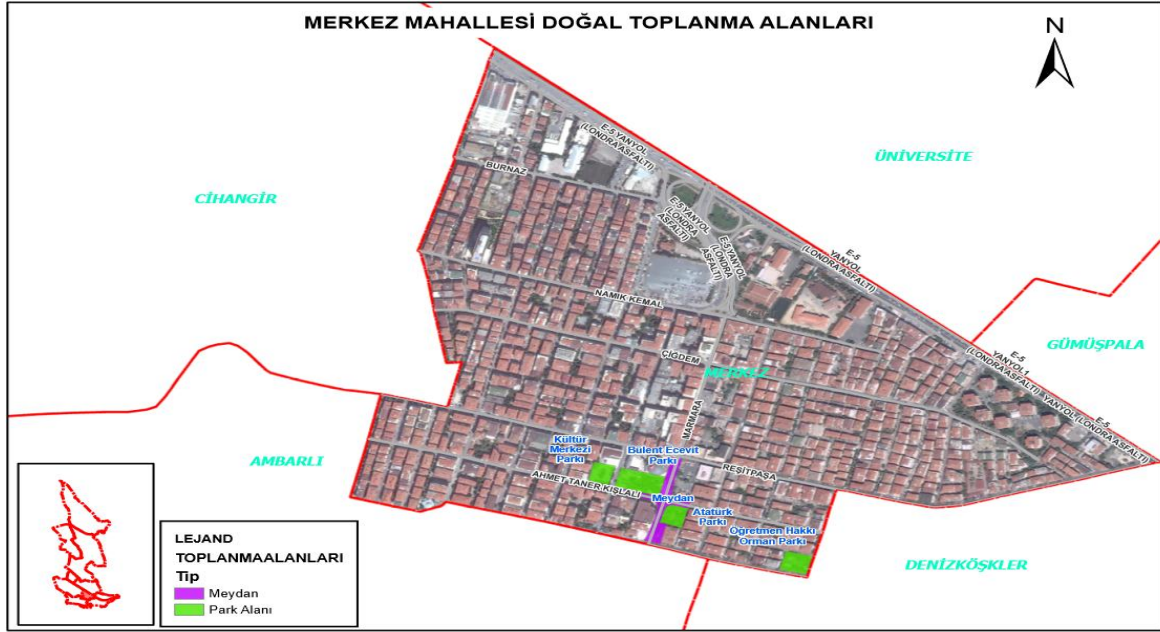 MERKEZ MAHALLESİ DOĞAL TOPLANMA ALANLARI
N
E-5 YANYOL
(LONDRA ASFALTI)
ÜNİVERSİTE
BURNAZ
CİHANGİR
E-5 YANYOL
(LONDRA
ASFALTI)
E-5 YANYOL
(LONDRA
ASFALTI)
E-5
YANYOL
(LONDRA ASFALTI)
NAMIK KEMAL
GÜMÜŞPALA
E-5
YANYOL 1
(LONDRA ASFALTI)
ÇİĞDEM
MERKEZ
MARMARA
E-5
YANYOL (LONDRA ASFALTI)
Kültür
Merkezi
Parkı
Bulent Ecevit
Parkı
REŞİTPAŞA
AMBARLI
AHMET TANER KIŞLALI
Meydan
Atatürk
Parkı
Öğretmen Hakkı
Orman Parkı
DENİZKÖŞKLER
LEJAND
TOPLANMAALANLARI
Tip
Meydan
Park Alanı